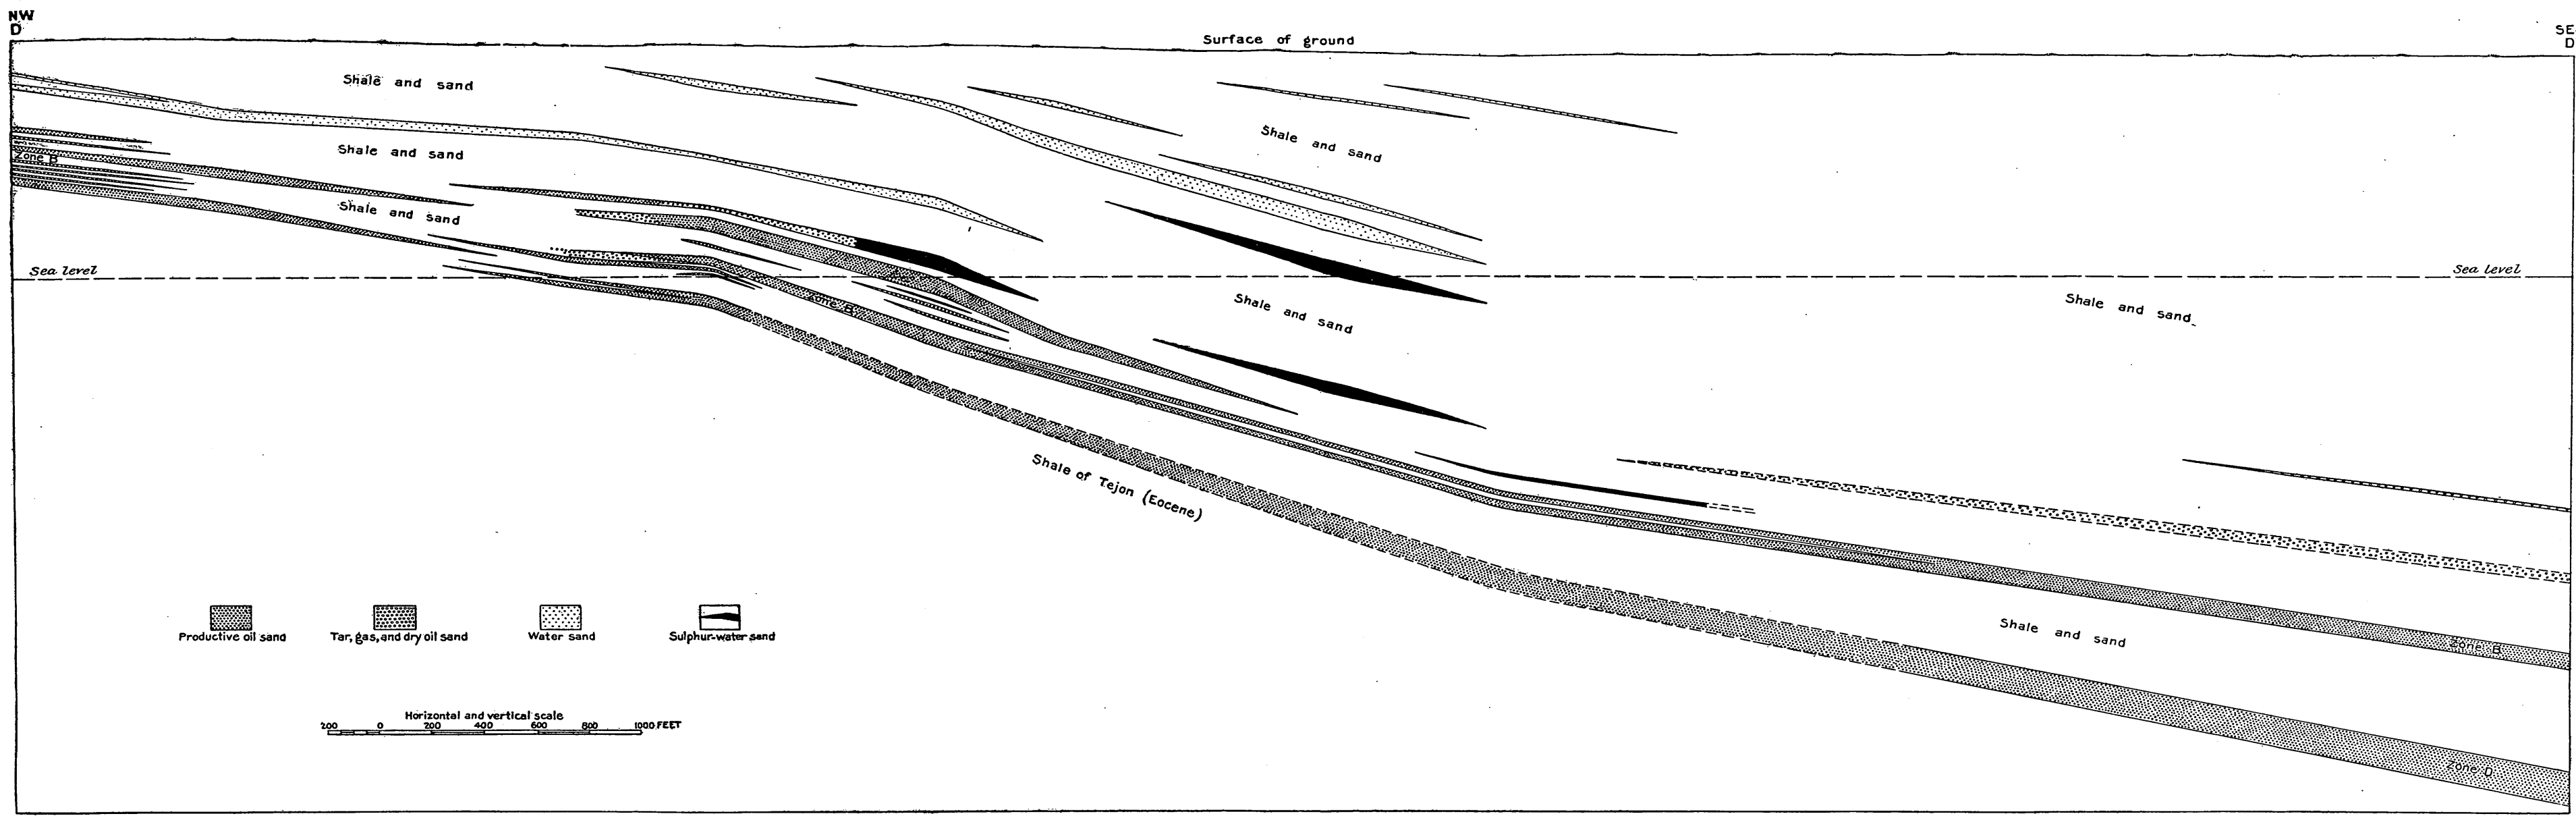 NW
D
SE
D
Surface of ground
Shale and sand
Shale and sand
Shale and sand
Zone B
Shale and sand
Sea level
Sea level
Zone B
Shale and sand
Shale and sand
Shale of Tejon (Eocene)
Shale and sand
Zone B
Zone D
Productive oil sand
Tar, gas, and dry oil sand
Water sand
Sulphur-water sand
Horizontal and vertical scale
200 0 200 400 600 800 1000 FEET